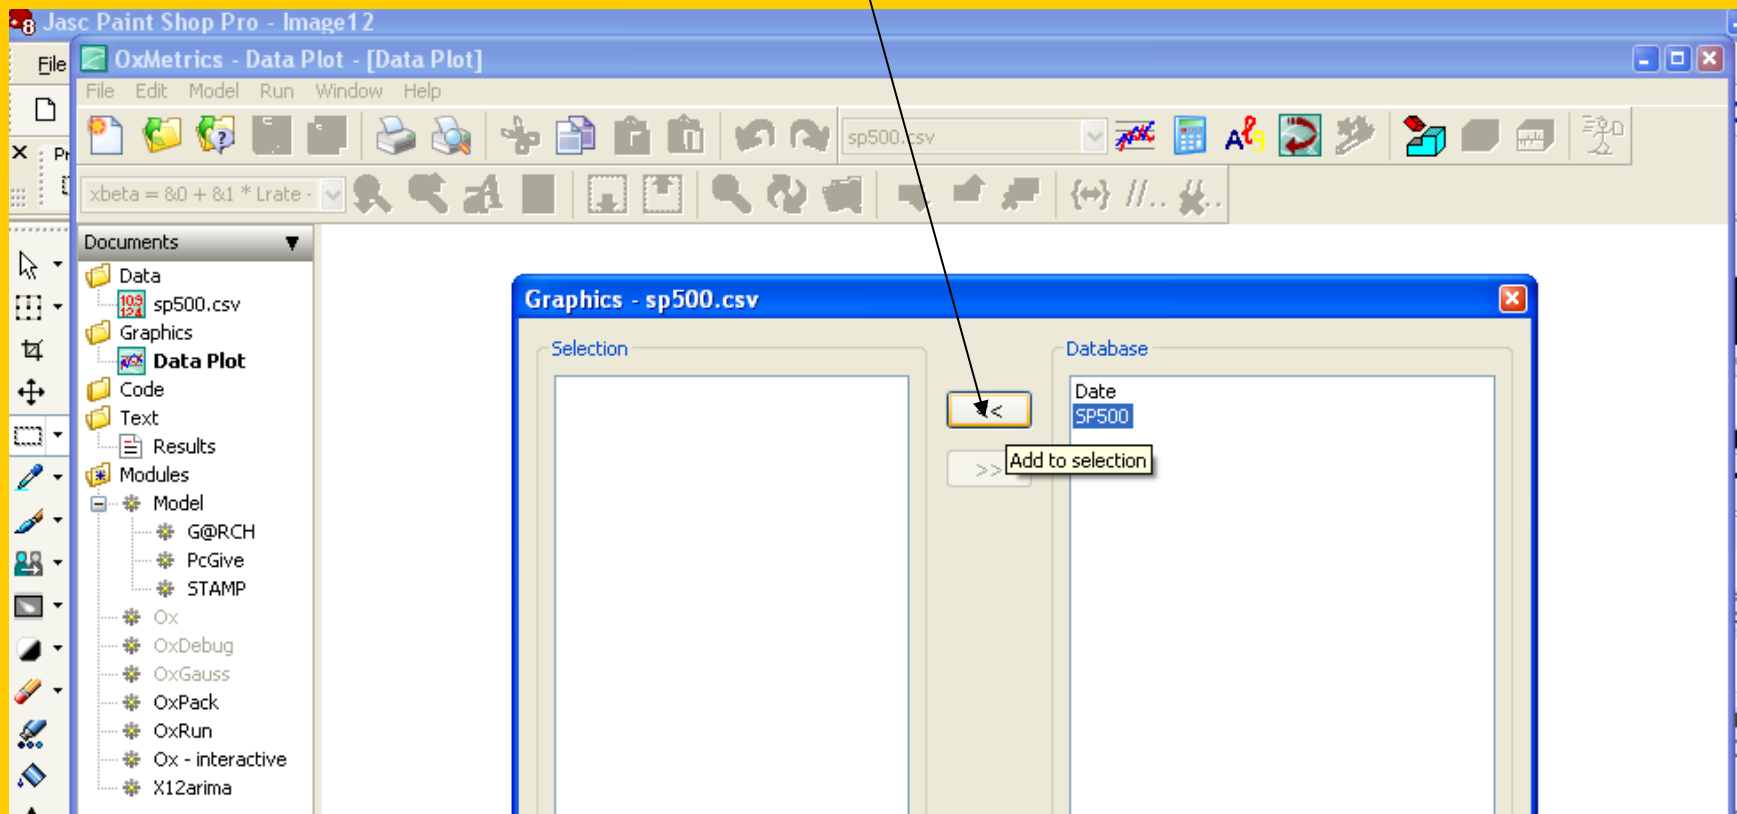 Jasc Paint Shop Pro - Image12
File
OxMetrics - Data Plot - [Data Plot]
File Edit Model Run Window Help
sp500.csv
Pr
xbeta = &0 + &1 * Lrate -
Documents
Data
sp500.csv
Graphics
Data Plot
Code
Text
Results
Modules
Model
G@RCH
PcGive
STAMP
Ox
OxDebug
OxGauss
OxPack
OxRun
Ox - interactive
X12arima
Graphics - sp500.csv
Selection
Database
Date
SP500
<<
>>
Add to selection